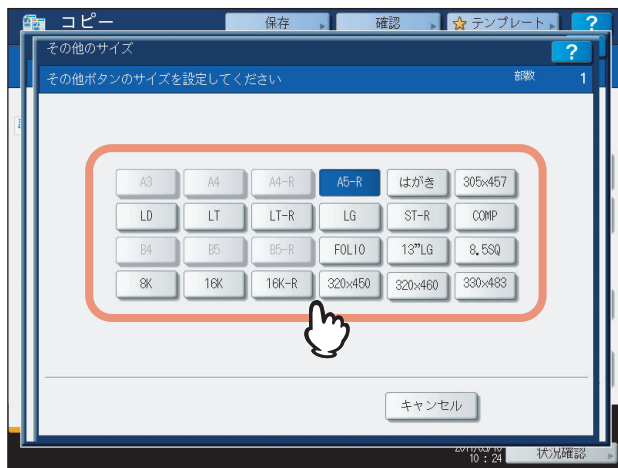 コピー 保存 確認 テンプレート ?
その他のサイズ ?
その他ボタンのサイズを設定してください 部数 1
A3 A4 A4-R A5-R はがき 305x457
LD LT LT-R LG ST-R COMP
B4 B5 B5-R FOLIO 13"LG 8.5SQ
8K 16K 16K-R 320x450 320x460 330x483
キャンセル
10:24 状況確認